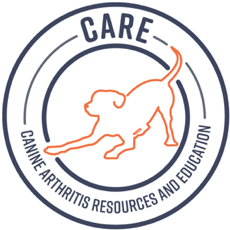 CARE
CANINE ARTHRITIS RESOURCES AND EDUCATION